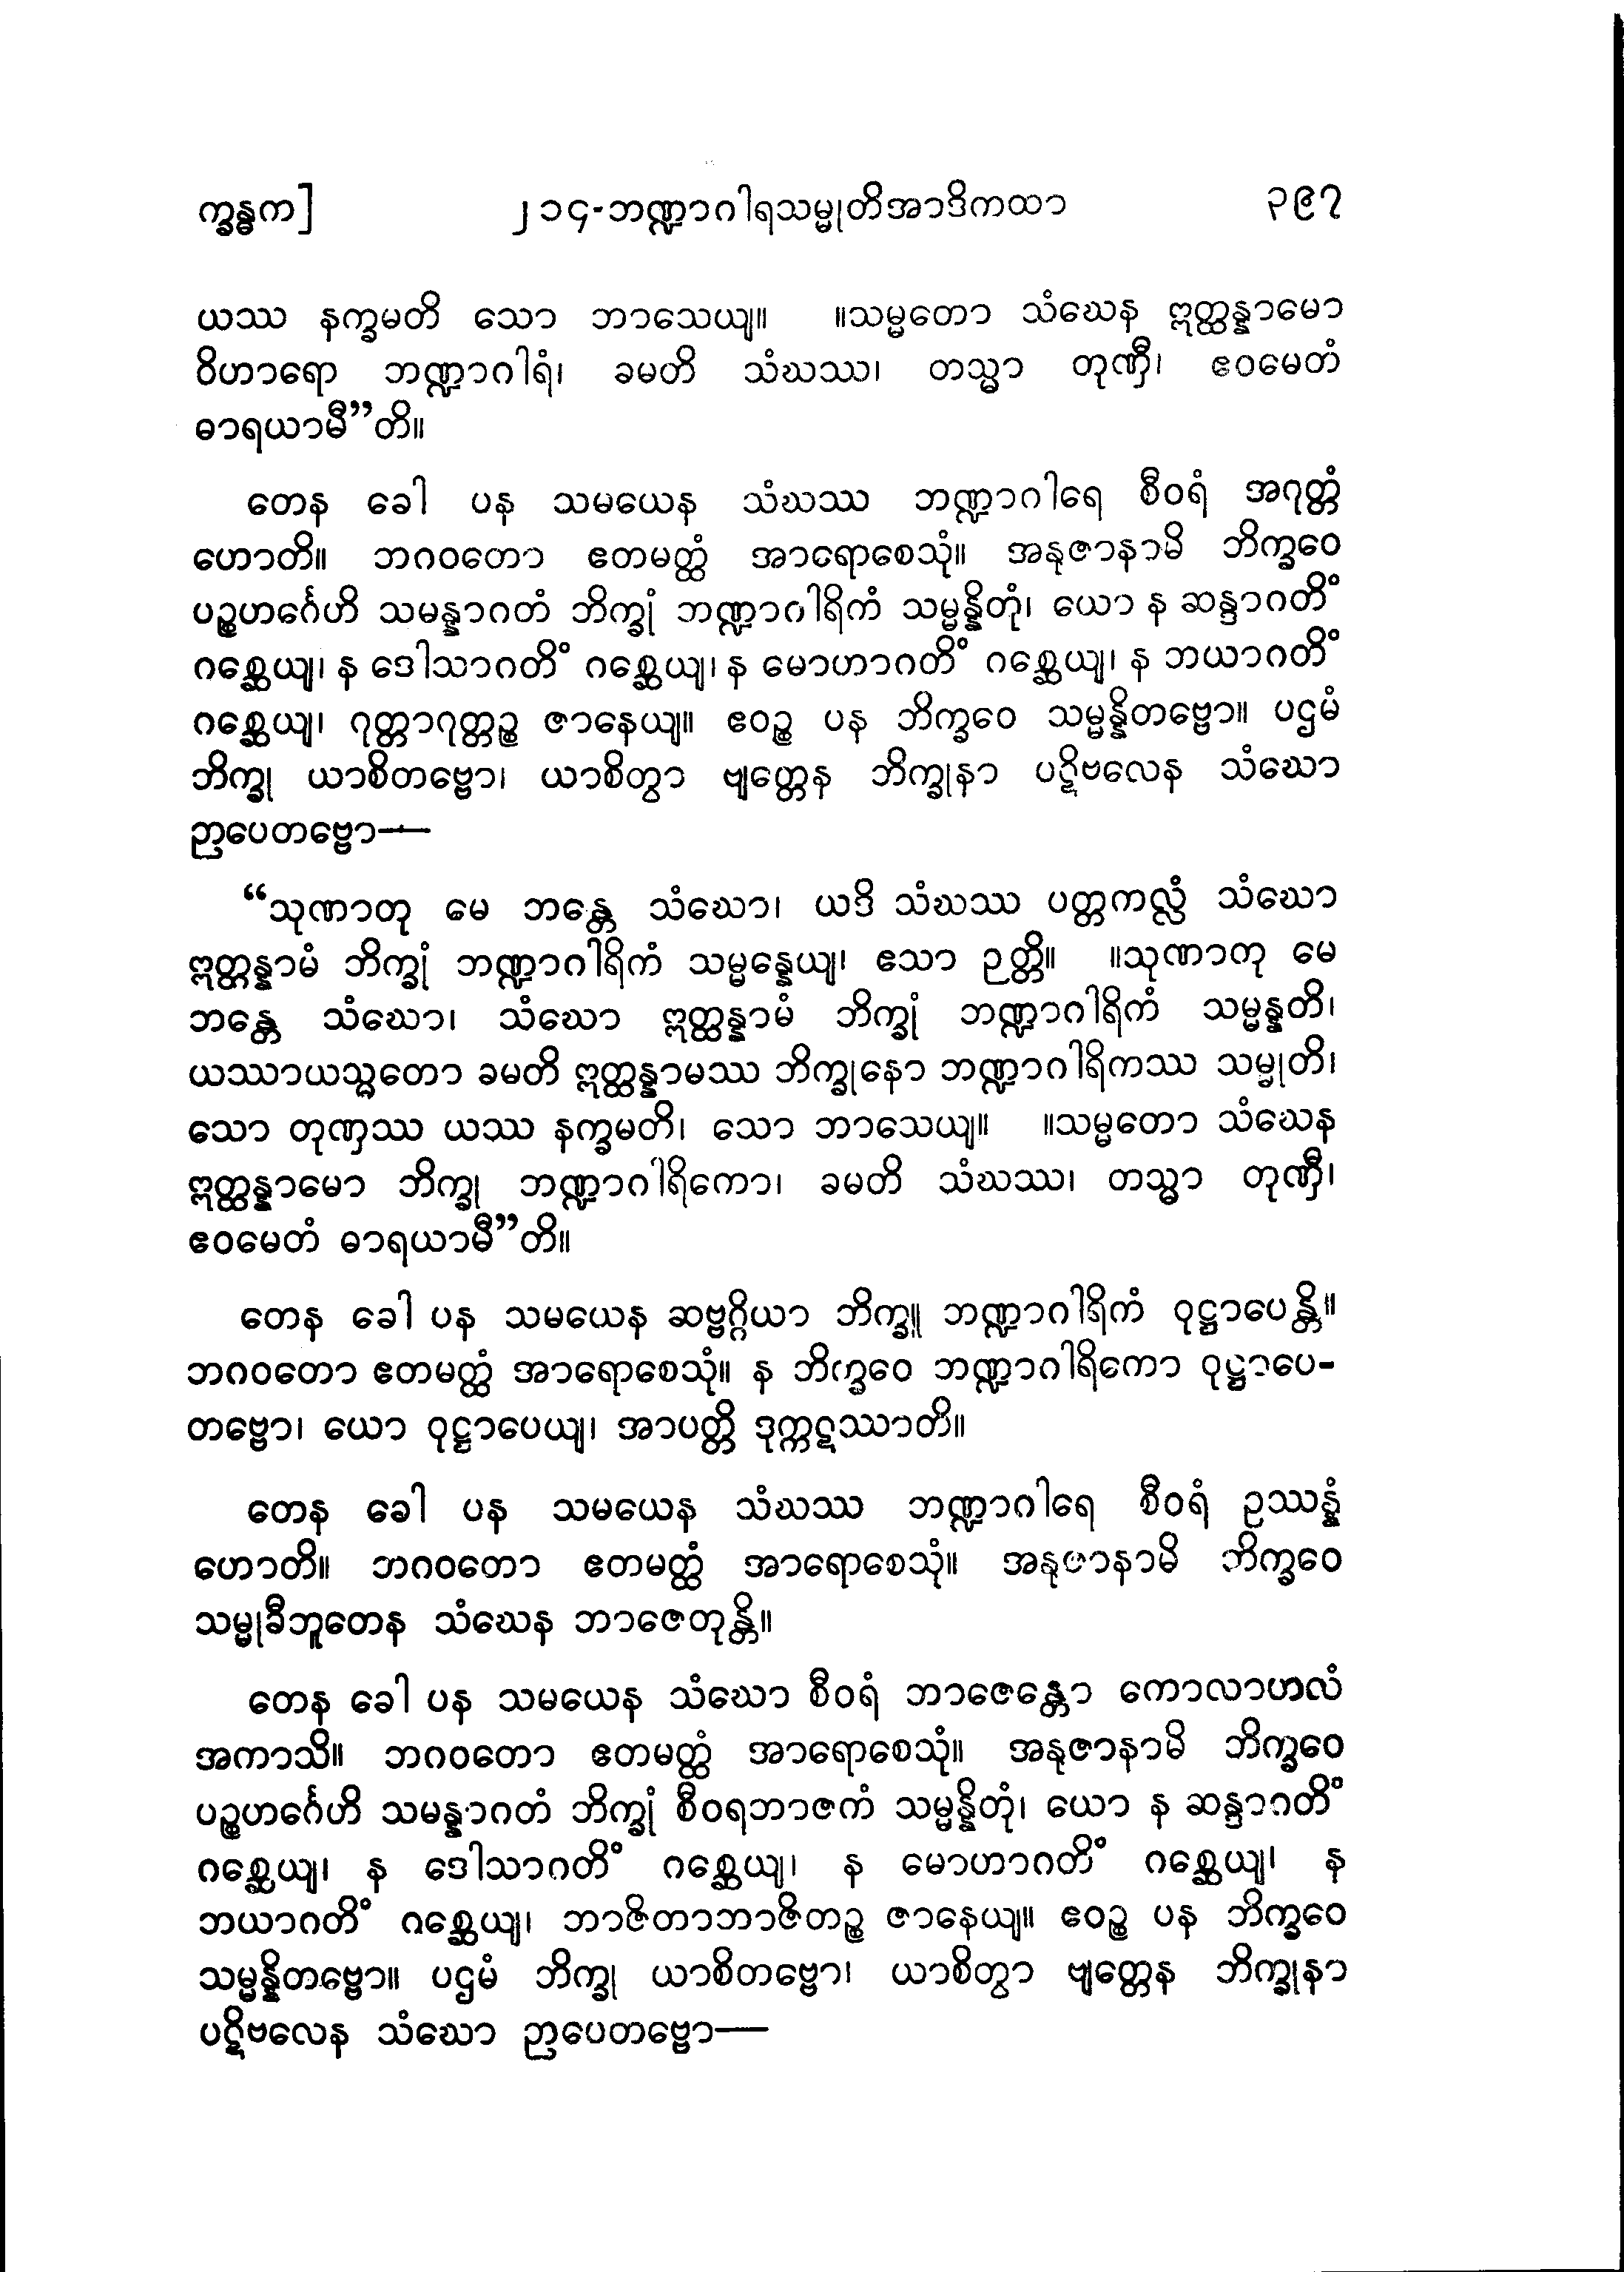 က္ခန္ဓက] ၂၁၄-ဘဏ္ဍာဂါရသမ္မုတိအာဒိကထာ ၃၉၇
ယဿ နက္ခမတိ သော ဘာသေယျ။ ။သမ္မတော သံဃေန ဣတ္ထန္နာမော
ဝိဟာရော ဘဏ္ဍာဂါရံ၊ ခမတိ သံဃဿ၊ တသ္မာ တုဏှီ၊ ဧဝမေတံ
ဓာရယာမီ”တိ။
တေန ခေါ ပန သမယေန သံဃဿ ဘဏ္ဍာဂါရေ စီဝရံ အဂုတ္တံ
ဟောတိ။ ဘဂဝတော ဧတမတ္ထံ အာရောစေသုံ။ အနုဇာနာမိ ဘိက္ခဝေ
ပဉ္စဟင်္ဂေဟိ သမန္နာဂတံ ဘိက္ခုံ ဘဏ္ဍာဂါရိကံ သမ္မန္နိတုံ၊ ယော န ဆန္ဒာဂတိံ
ဂစ္ဆေယျ၊ န ဒေါသာဂတိံ ဂစ္ဆေယျ၊ န မောဟာဂတိံ ဂစ္ဆေယျ၊ န ဘယာဂတိံ
ဂစ္ဆေယျ၊ ဂုတ္တာဂုတ္တဉ္စ ဇာနေယျ။ ဧဝဉ္စ ပန ဘိက္ခဝေ သမ္မန္နိတဗ္ဗော။ ပဌမံ
ဘိက္ခု ယာစိတဗ္ဗော၊ ယာစိတွာ ဗျတ္တေန ဘိက္ခုနာ ပဋိဗလေန သံဃော
ဉာပေတဗ္ဗော—
“သုဏာတု မေ ဘန္တေ သံဃော၊ ယဒိ သံဃဿ ပတ္တကလ္လံ သံဃော
ဣတ္ထန္နာမံ ဘိက္ခုံ ဘဏ္ဍာဂါရိကံ သမ္မန္နေယျ၊ ဧသာ ဉတ္တိ။ ။သုဏာတု မေ
ဘန္တေ သံဃော၊ သံဃော ဣတ္ထန္နာမံ ဘိက္ခုံ ဘဏ္ဍာဂါရိကံ သမ္မန္နတိ၊
ယဿာယသ္မတော ခမတိ ဣတ္ထန္နာမဿ ဘိက္ခုနော ဘဏ္ဍာဂါရိကဿ သမ္မုတိ၊
သော တုဏှဿ ယဿ နက္ခမတိ၊ သော ဘာသေယျ။ ။သမ္မတော သံဃေန
ဣတ္ထန္နာမော ဘိက္ခု ဘဏ္ဍာဂါရိကော၊ ခမတိ သံဃဿ၊ တသ္မာ တုဏှီ၊
ဧဝမေတံ ဓာရယာမီ”တိ။
တေန ခေါ ပန သမယေန ဆဗ္ဗဂ္ဂိယာ ဘိက္ခူ ဘဏ္ဍာဂါရိကံ ဝုဋ္ဌာပေန္တိ။
ဘဂဝတော ဧတမတ္ထံ အာရောစေသုံ။ န ဘိက္ခဝေ ဘဏ္ဍာဂါရိကော ဝုဋ္ဌာပေ-
တဗ္ဗော၊ ယော ဝုဋ္ဌာပေယျ၊ အာပတ္တိ ဒုက္ကဋဿာတိ။
တေန ခေါ ပန သမယေန သံဃဿ ဘဏ္ဍာဂါရေ စီဝရံ ဥဿန္နံ
ဟောတိ။ ဘဂဝတော ဧတမတ္ထံ အာရောစေသုံ။ အနုဇာနာမိ ဘိက္ခဝေ
သမ္မုခီဘူတေန သံဃေန ဘာဇေတုန္တိ။
တေန ခေါ ပန သမယေန သံဃော စီဝရံ ဘာဇေန္တော ကောလာဟလံ
အကာသိ။ ဘဂဝတော ဧတမတ္ထံ အာရောစေသုံ။ အနုဇာနာမိ ဘိက္ခဝေ
ပဉ္စဟင်္ဂေဟိ သမန္နာဂတံ ဘိက္ခုံ စီဝရဘာဇကံ သမ္မန္နိတုံ၊ ယော န ဆန္ဒာဂတိံ
ဂစ္ဆေယျ၊ န ဒေါသာဂတိံ ဂစ္ဆေယျ၊ န မောဟာဂတိံ ဂစ္ဆေယျ၊ န
ဘယာဂတိံ ဂစ္ဆေယျ၊ ဘာဇိတာဘာဇိတဉ္စ ဇာနေယျ။ ဧဝဉ္စ ပန ဘိက္ခဝေ
သမ္မန္နိတဗ္ဗော။ ပဌမံ ဘိက္ခု ယာစိတဗ္ဗော၊ ယာစိတွာ ဗျတ္တေန ဘိက္ခုနာ
ပဋိဗလေန သံဃော ဉာပေတဗ္ဗော—